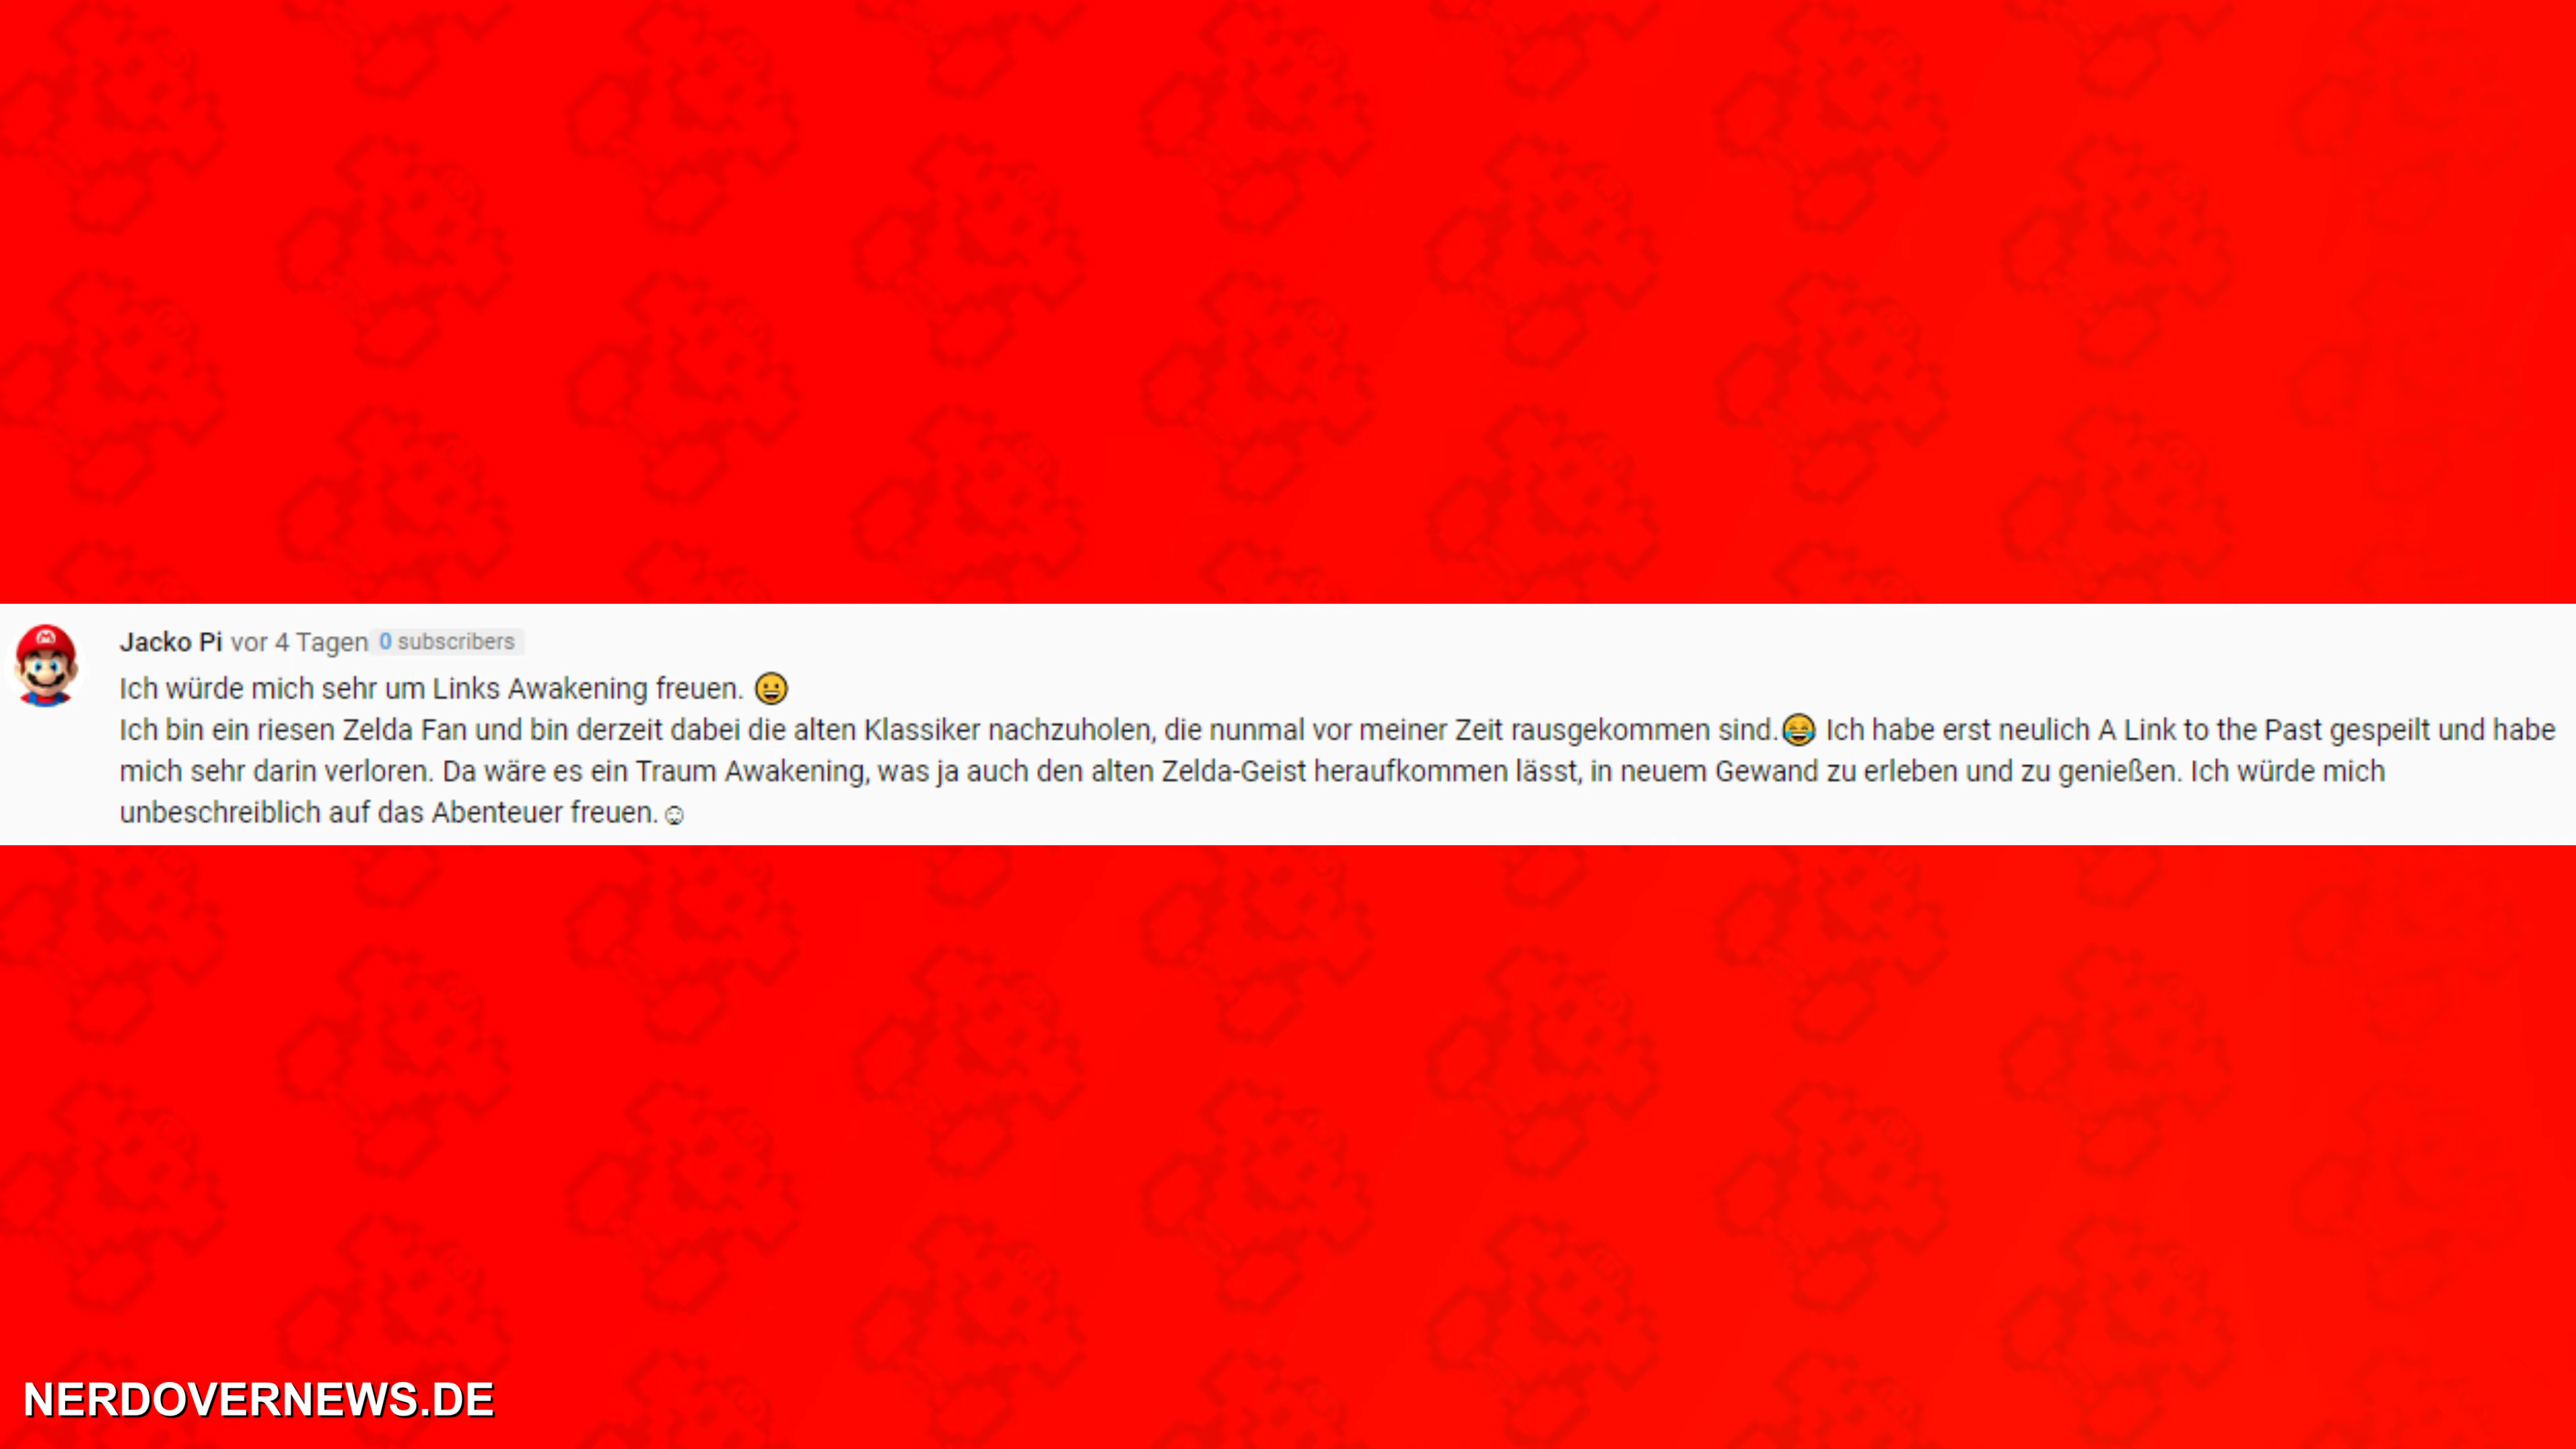 Jacko Pi vor 4 Tagen 0 subscribers
Ich würde mich sehr um Links Awakening freuen. 😀
Ich bin ein riesen Zelda Fan und bin derzeit dabei die alten Klassiker nachzuholen, die nunmal vor meiner Zeit rausgekommen sind.😂 Ich habe erst neulich A Link to the Past gespeilt und habe
mich sehr darin verloren. Da wäre es ein Traum Awakening, was ja auch den alten Zelda-Geist heraufkommen lässt, in neuem Gewand zu erleben und zu genießen. Ich würde mich
unbeschreiblich auf das Abenteuer freuen.☺
NERDOVERNEWS.DE